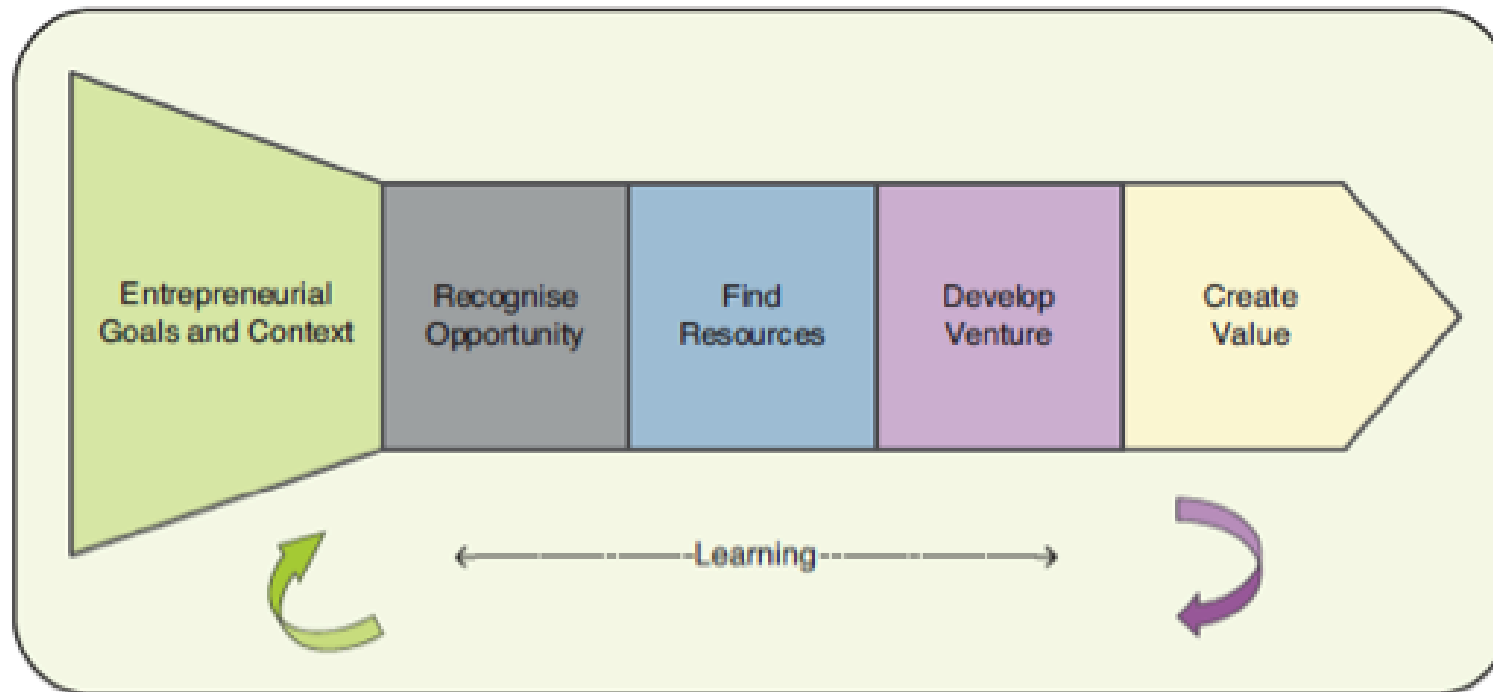 Entrepreneurial
Goals and Context
Recognise
Opportunity
Find
Resources
Develop
Venture
Create
Value
Learning